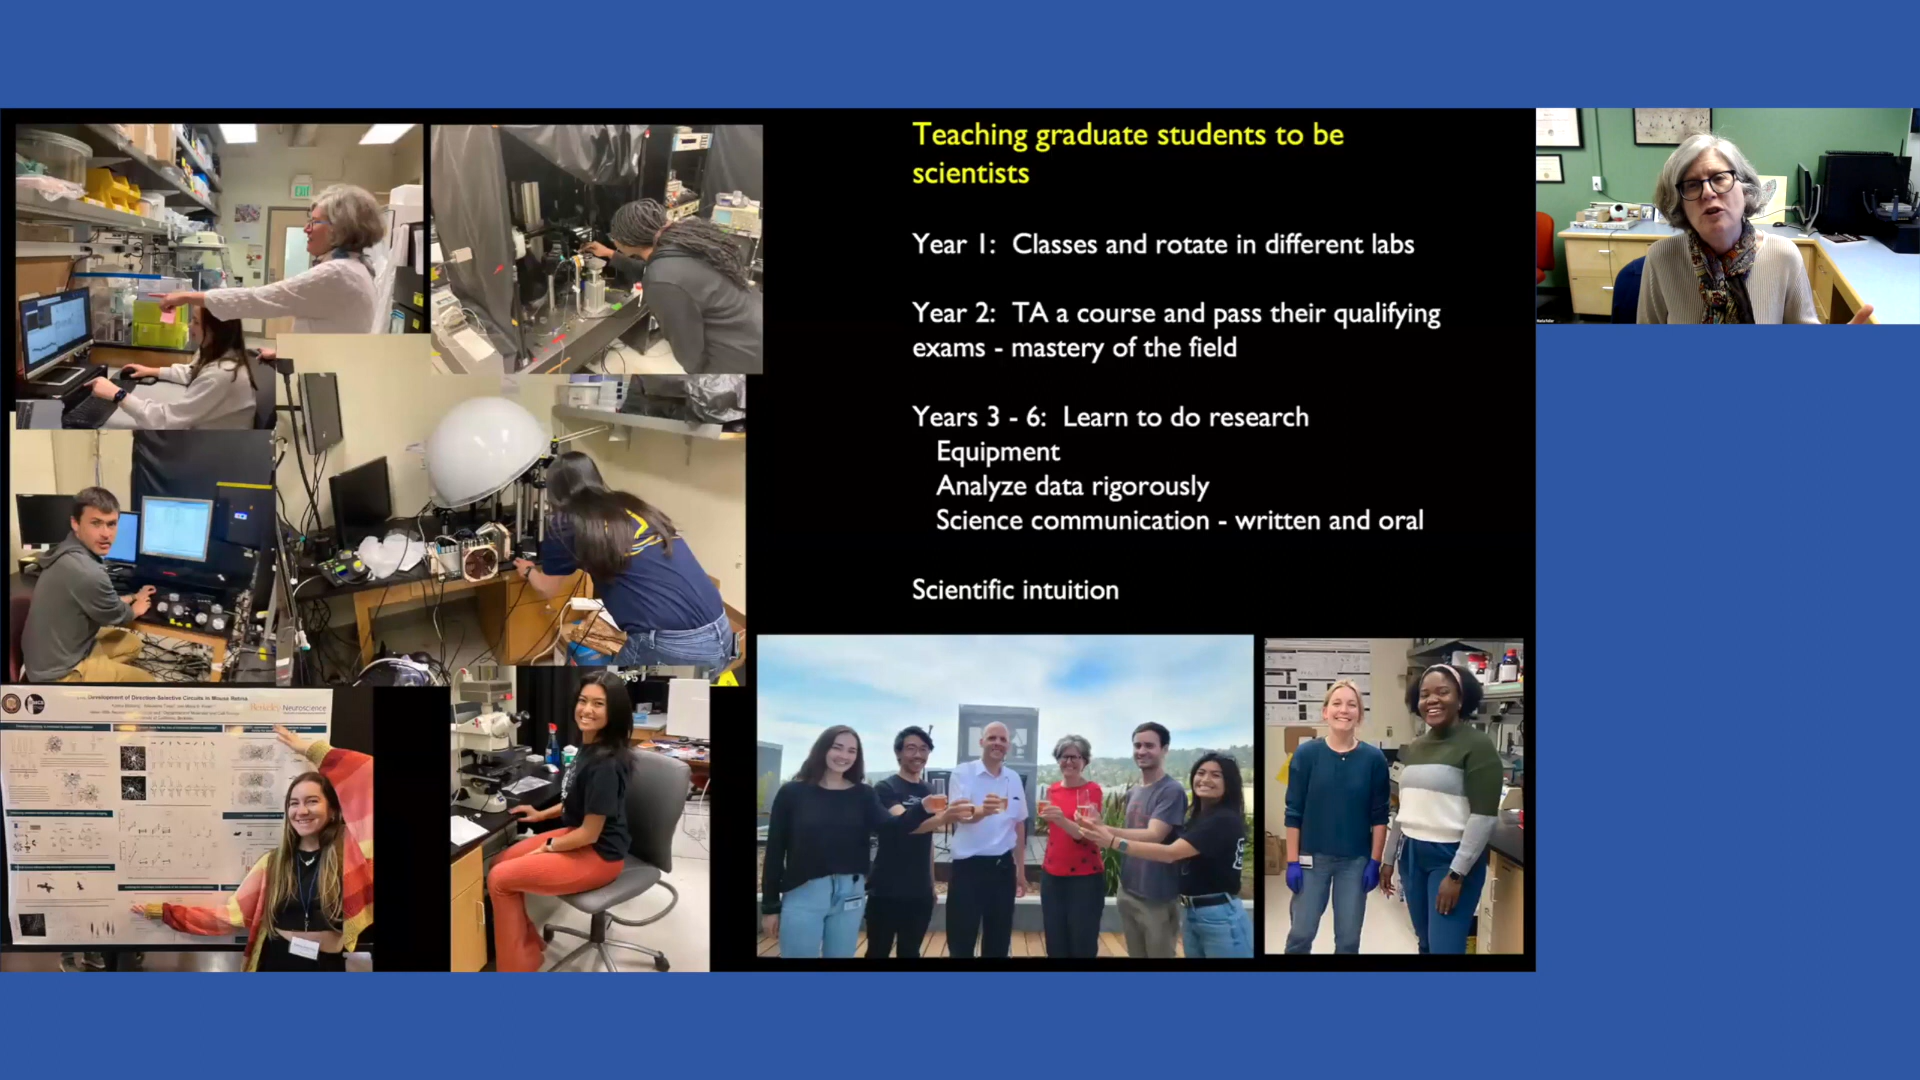 Teaching graduate students to be
scientists
Year 1: Classes and rotate in different labs
Year 2: TA a course and pass their qualifying
exams - mastery of the field
Years 3 - 6: Learn to do research
Equipment
Analyze data rigorously
Science communication - written and oral
Scientific intuition
Development of Direction-Selective Circuits in Mouse Retina
Berkeley Neuroscience